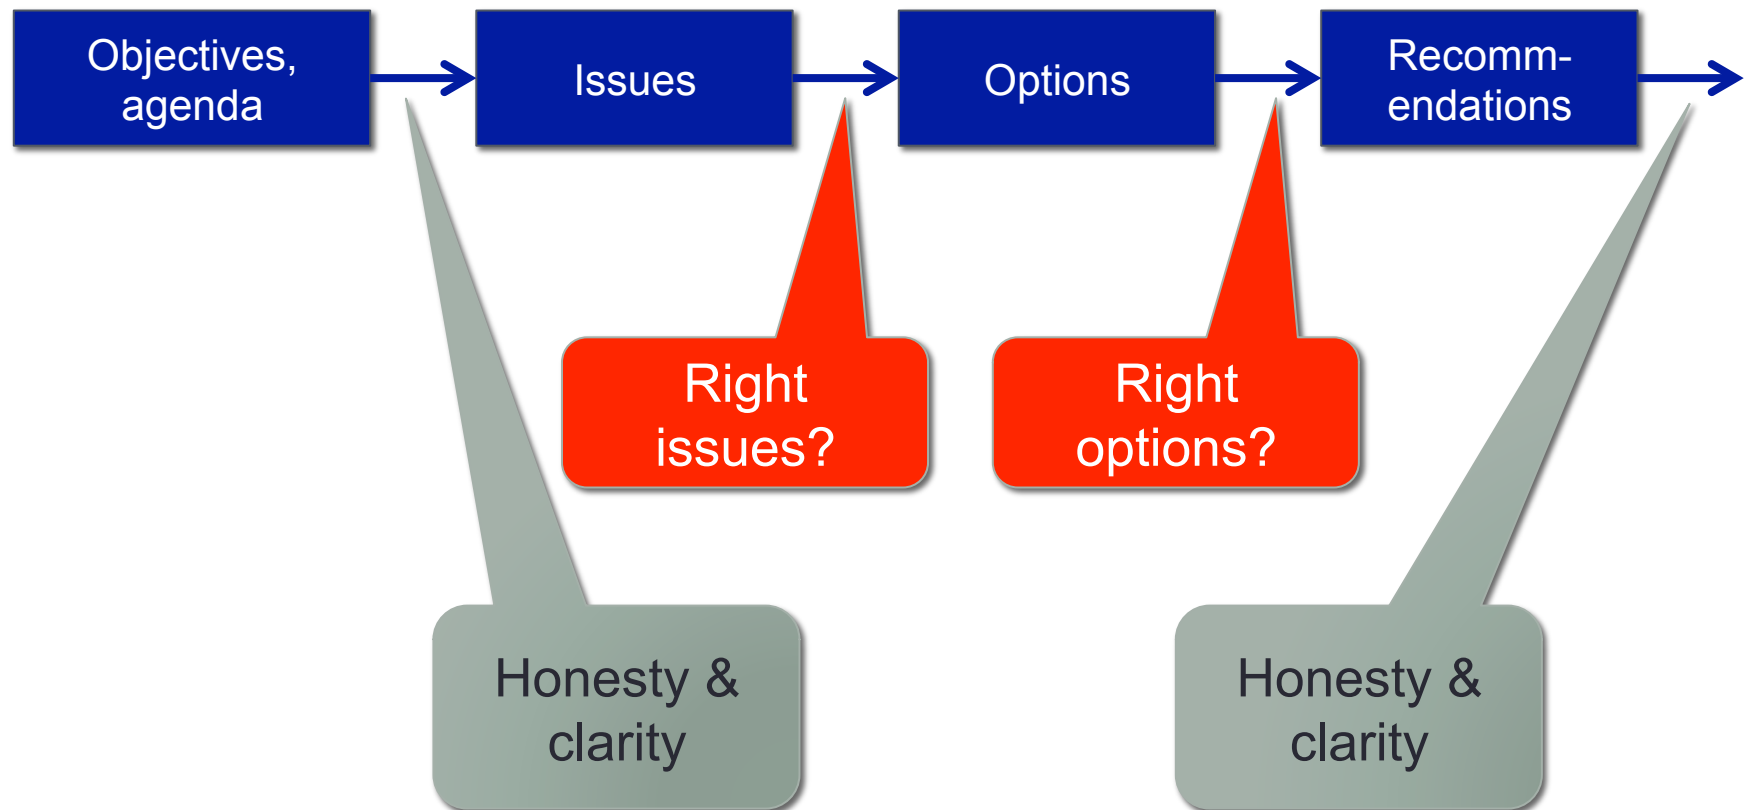 Objectives,
agenda
Issues
Options
Recomm-
endations
Right
issues?
Right
options?
Honesty &
clarity
Honesty &
clarity